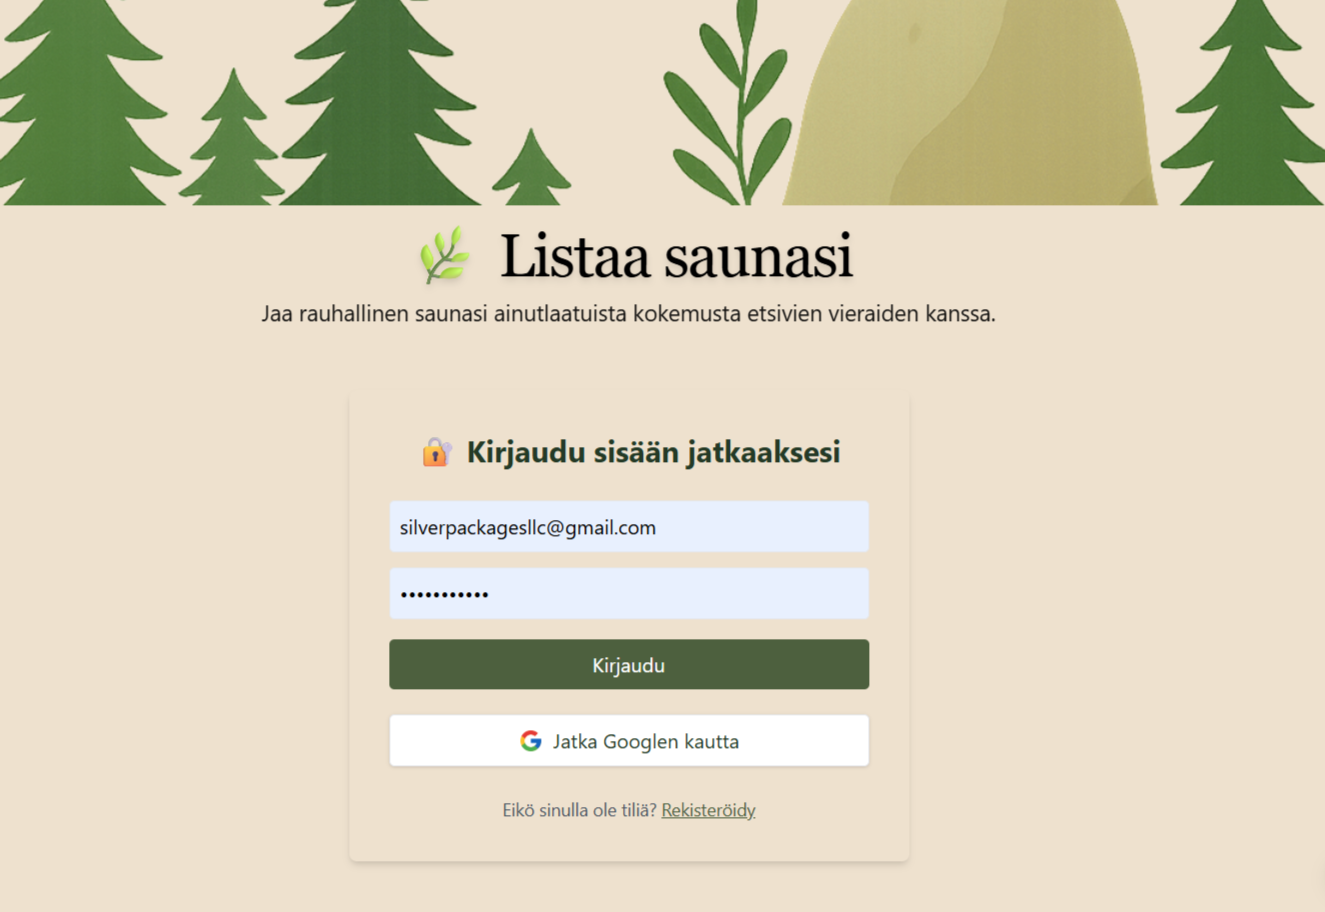 Listaa saunasi
Jaa rauhallinen saunasi ainutlaatuista kokemusta etsivien vieraiden kanssa.
Kirjaudu sisään jatkaaksesi
silverpackagesllc@gmail.com
•••••••••••
Kirjaudu
Jatka Googlen kautta
Eikö sinulla ole tiliä? Rekisteröidy